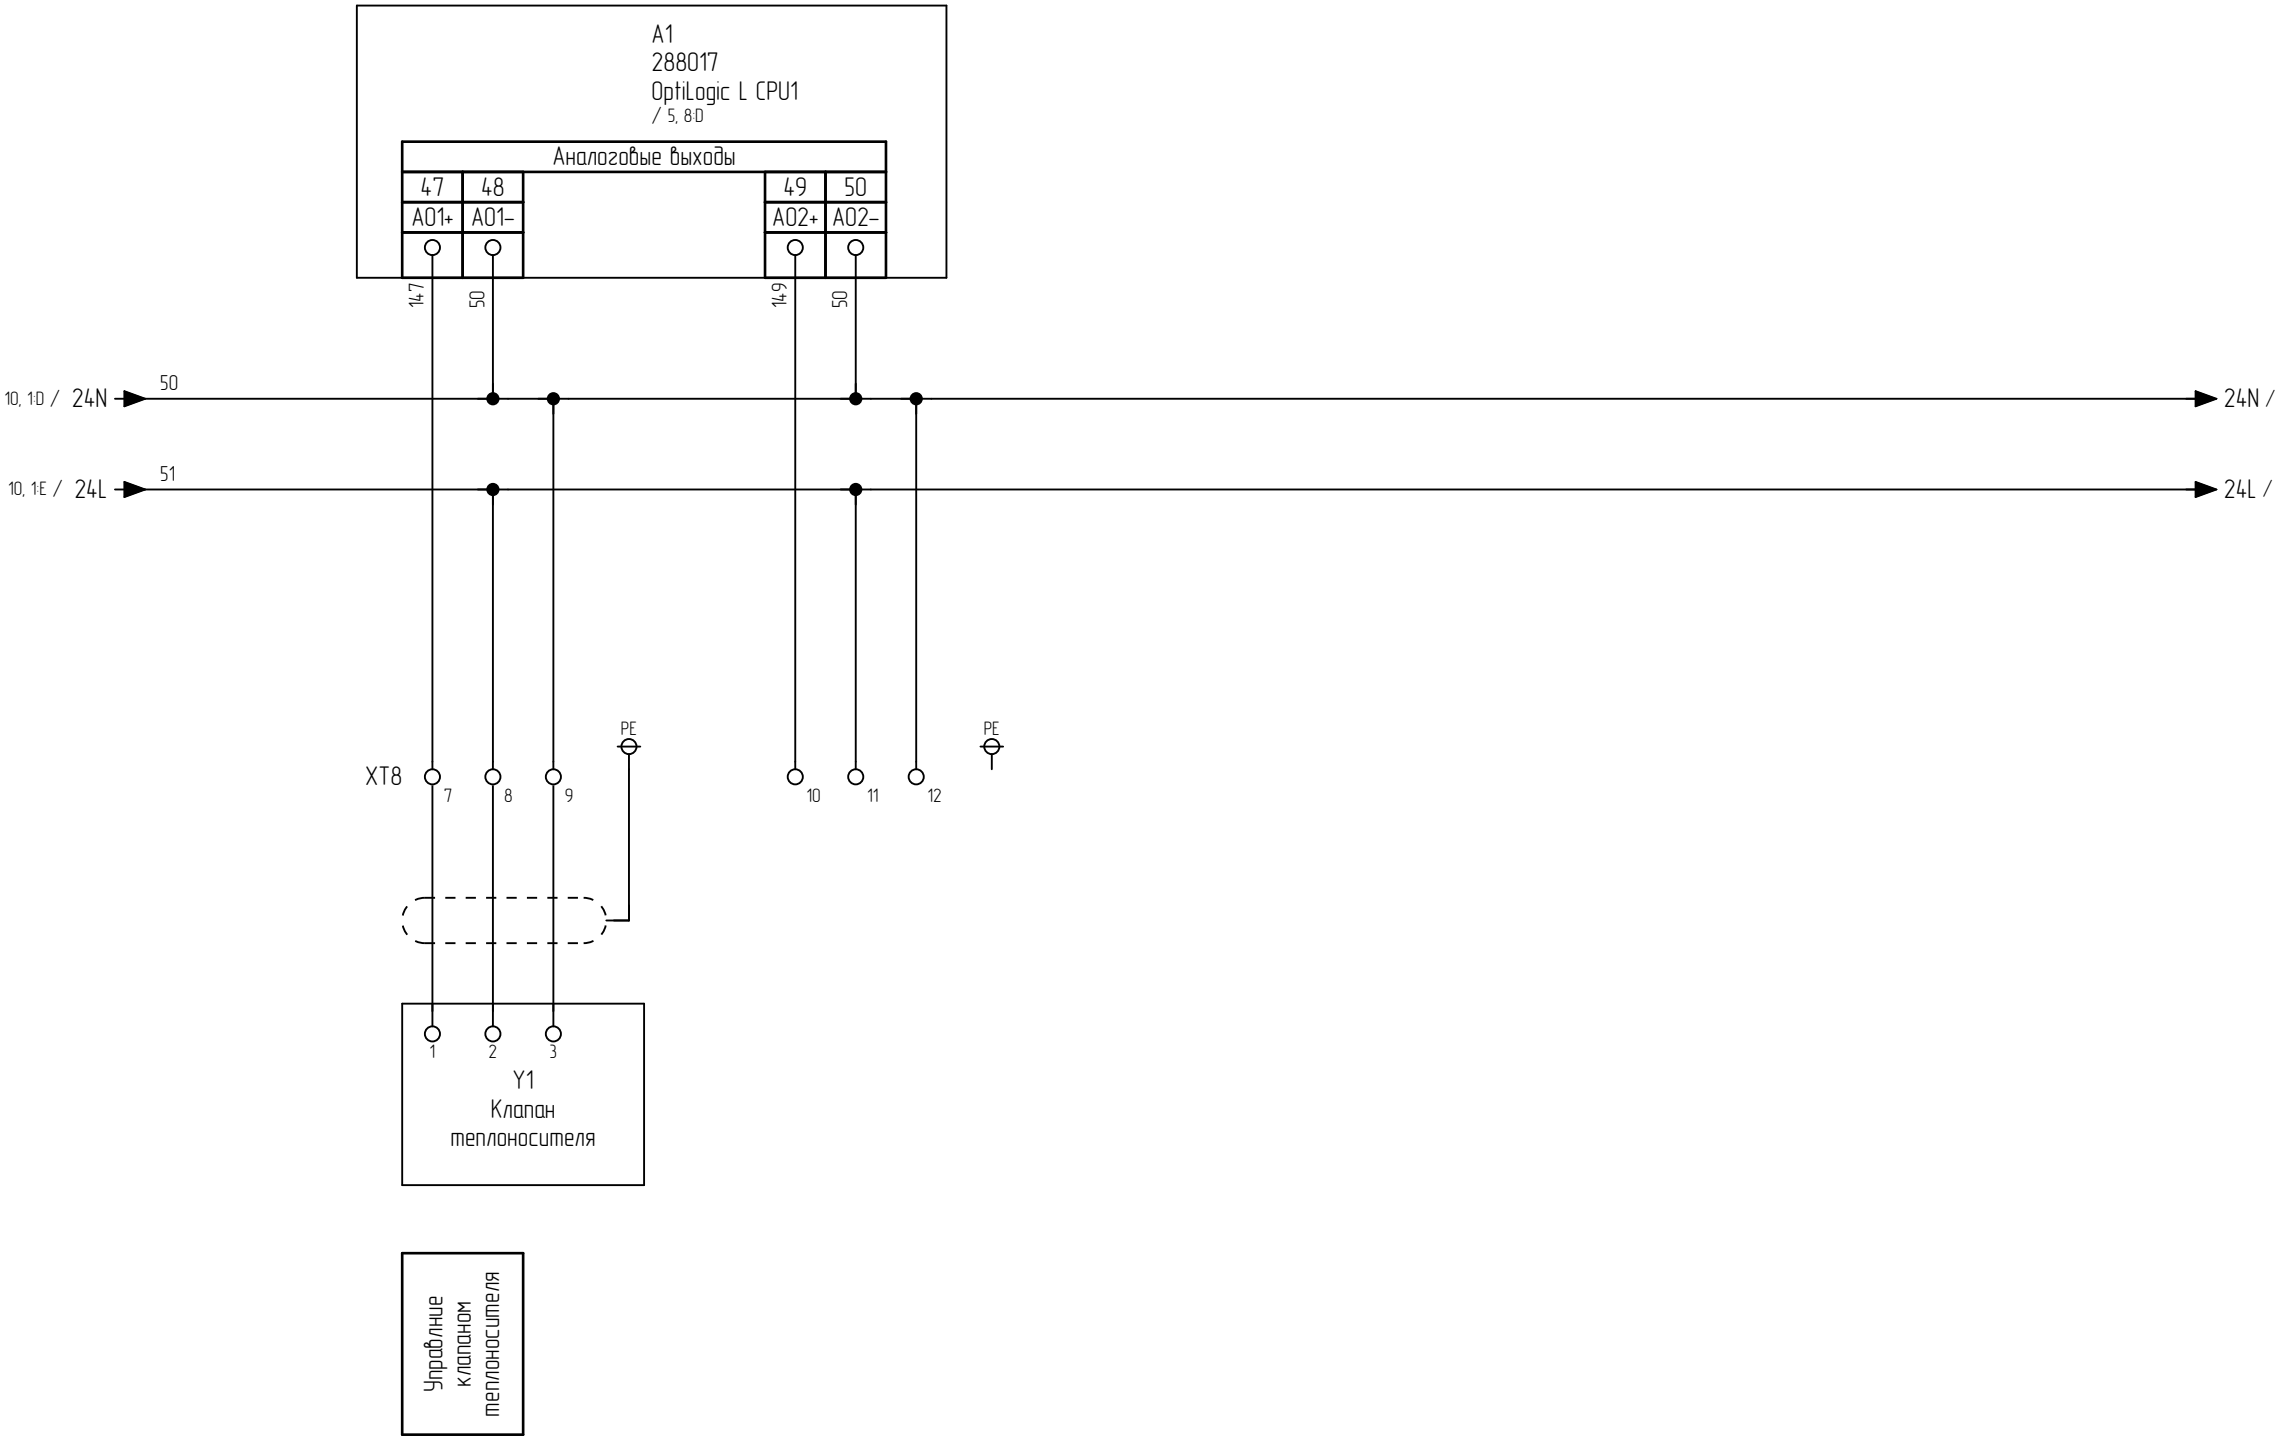 A1
288017
OptiLogic L CPU1
/ 5, 8:D
Аналоговые выходы
47 48 49 50
AO1+ AO1- AO2+ AO2-
147 50 149 50
50
10, 1:D / 24N 24N /
51
10, 1:E / 24L 24L /
PE PE
XT8
7 8 9 10 11 12
1 2 3
Y1
Клапан
теплоносителя
Управлние
клапаном
теплоносителя